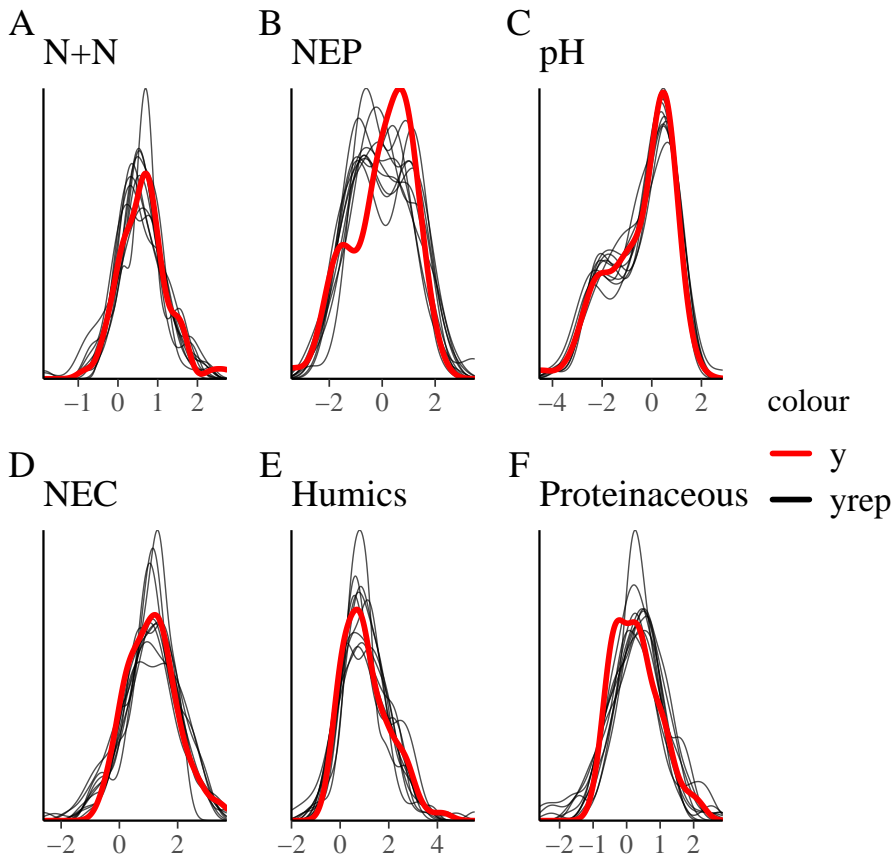 A
N+N
B
NEP
C
pH
−1 0 1 2
−2 0 2
−4 −2 0 2
colour
y
yrep
D
NEC
E
Humics
F
Proteinaceous
−2 0 2
−2 0 2 4
−2 −1 0 1 2